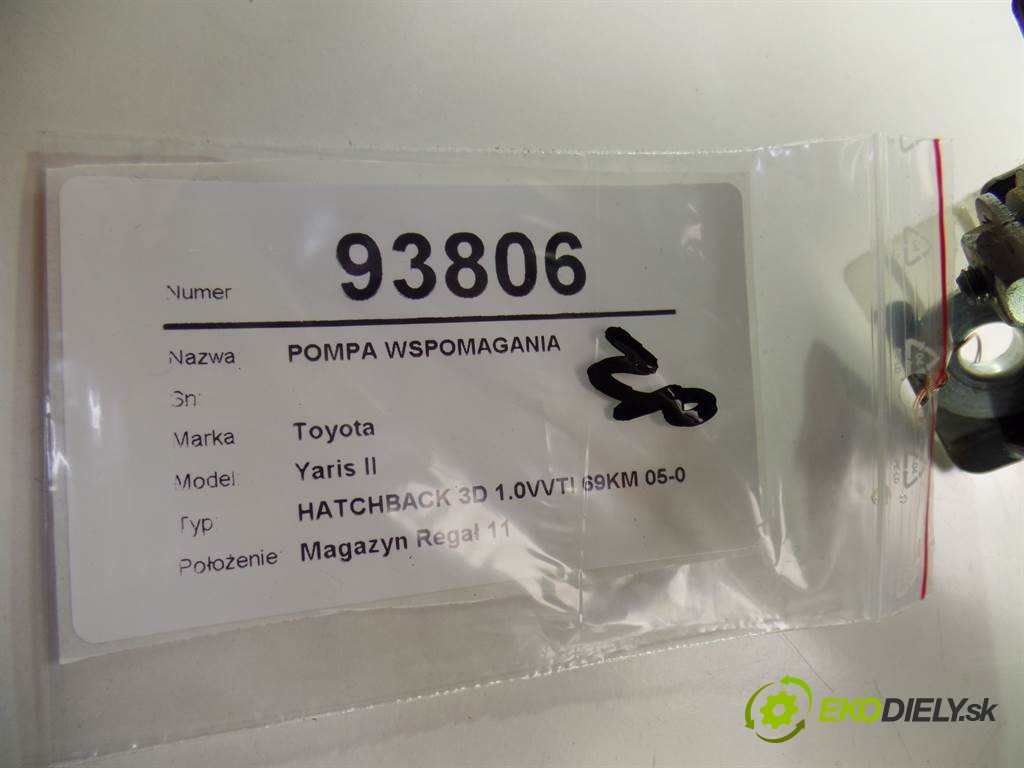 Numer 93806
Nazwa POMPA WSPOMAGANIA
Sn:
Marka Toyota
Model: Yaris II
Typ: HATCHBACK 3D 1.0VVTI 69KM 05-0
Położenie Magazyn Regał 11
EKODIELY.sk